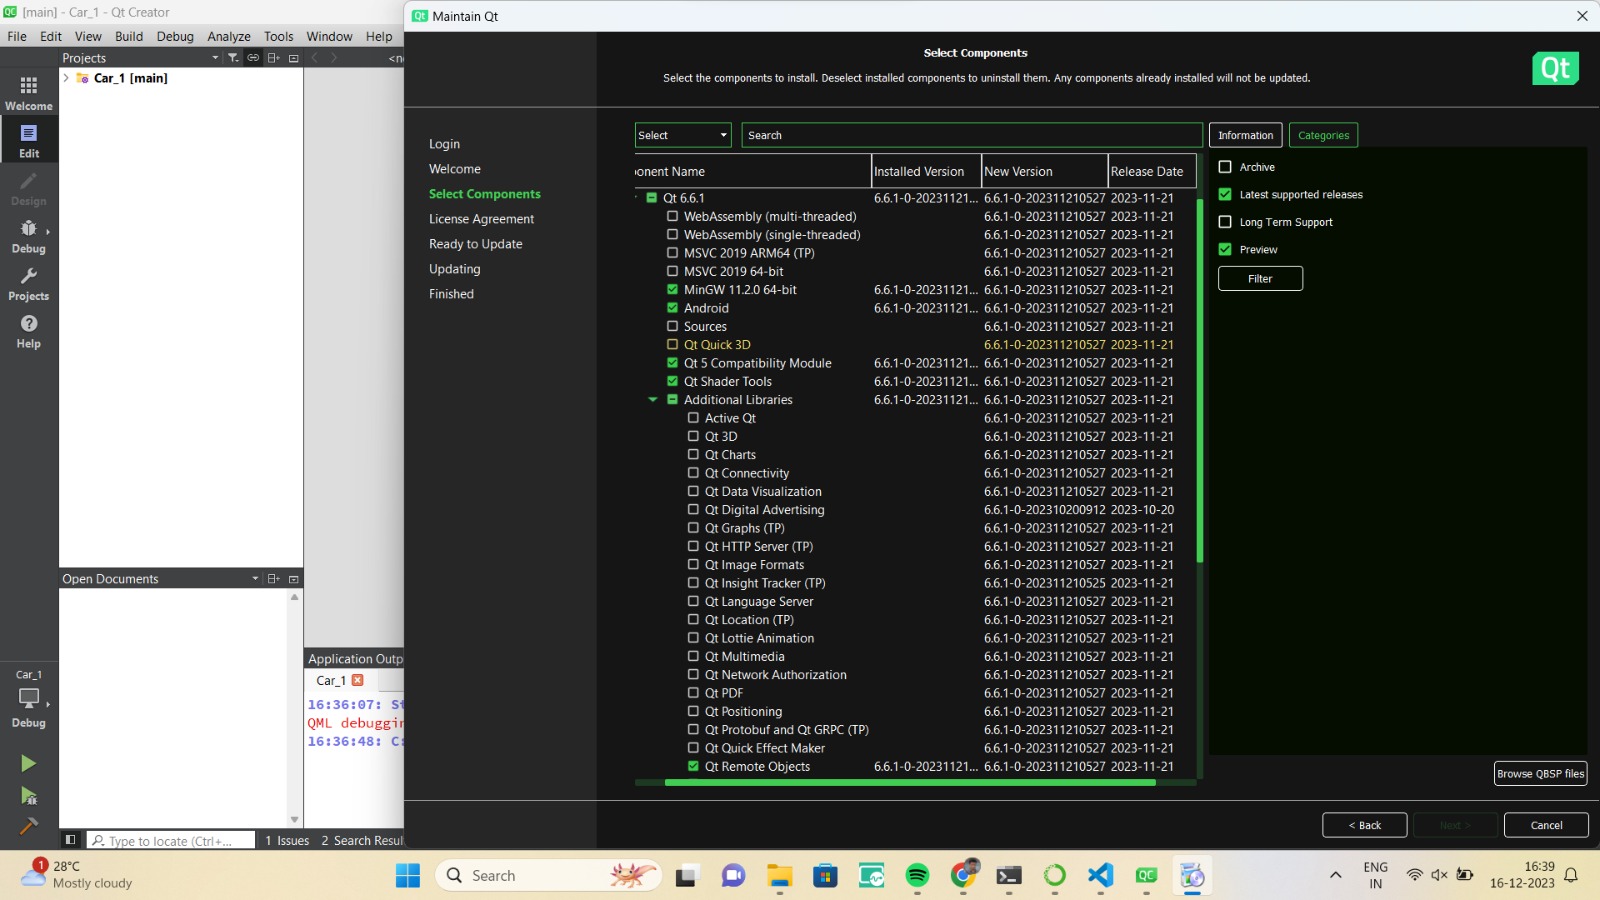 [main] - Car_1 - Qt Creator
File Edit View Build Debug Analyze Tools Window Help
Projects
Car_1 [main]
Welcome
Edit
Design
Debug
Projects
Help
Open Documents
Car_1
Debug
Application Outp
Car_1
16:36:07: St
QML debuggin
16:36:48: C:
Type to locate (Ctrl+...
1 Issues 2 Search Resul
Qt Maintain Qt
Select Components
Select the components to install. Deselect installed components to uninstall them. Any components already installed will not be updated.
Qt
Login
Welcome
Select Components
License Agreement
Ready to Update
Updating
Finished
Select Search Information Categories
onent Name Installed Version New Version Release Date
Qt 6.6.1 6.6.1-0-20231121... 6.6.1-0-202311210527 2023-11-21
WebAssembly (multi-threaded) 6.6.1-0-202311210527 2023-11-21
WebAssembly (single-threaded) 6.6.1-0-202311210527 2023-11-21
MSVC 2019 ARM64 (TP) 6.6.1-0-202311210527 2023-11-21
MSVC 2019 64-bit 6.6.1-0-202311210527 2023-11-21
MinGW 11.2.0 64-bit 6.6.1-0-20231121... 6.6.1-0-202311210527 2023-11-21
Android 6.6.1-0-20231121... 6.6.1-0-202311210527 2023-11-21
Sources 6.6.1-0-202311210527 2023-11-21
Qt Quick 3D 6.6.1-0-202311210527 2023-11-21
Qt 5 Compatibility Module 6.6.1-0-20231121... 6.6.1-0-202311210527 2023-11-21
Qt Shader Tools 6.6.1-0-20231121... 6.6.1-0-202311210527 2023-11-21
Additional Libraries 6.6.1-0-20231121... 6.6.1-0-202311210527 2023-11-21
Active Qt 6.6.1-0-202311210527 2023-11-21
Qt 3D 6.6.1-0-202311210527 2023-11-21
Qt Charts 6.6.1-0-202311210527 2023-11-21
Qt Connectivity 6.6.1-0-202311210527 2023-11-21
Qt Data Visualization 6.6.1-0-202311210527 2023-11-21
Qt Digital Advertising 6.6.1-0-202310200912 2023-10-20
Qt Graphs (TP) 6.6.1-0-202311210527 2023-11-21
Qt HTTP Server (TP) 6.6.1-0-202311210527 2023-11-21
Qt Image Formats 6.6.1-0-202311210527 2023-11-21
Qt Insight Tracker (TP) 6.6.1-0-202311210525 2023-11-21
Qt Language Server 6.6.1-0-202311210527 2023-11-21
Qt Location (TP) 6.6.1-0-202311210527 2023-11-21
Qt Lottie Animation 6.6.1-0-202311210527 2023-11-21
Qt Multimedia 6.6.1-0-202311210527 2023-11-21
Qt Network Authorization 6.6.1-0-202311210527 2023-11-21
Qt PDF 6.6.1-0-202311210527 2023-11-21
Qt Positioning 6.6.1-0-202311210527 2023-11-21
Qt Protobuf and Qt GRPC (TP) 6.6.1-0-202311210527 2023-11-21
Qt Quick Effect Maker 6.6.1-0-202311210527 2023-11-21
Qt Remote Objects 6.6.1-0-20231121... 6.6.1-0-202311210527 2023-11-21
Archive
Latest supported releases
Long Term Support
Preview
Filter
Browse QBSP files
< Back Next > Cancel
1 28°C
Mostly cloudy
Search
ENG
IN
16:39
16-12-2023